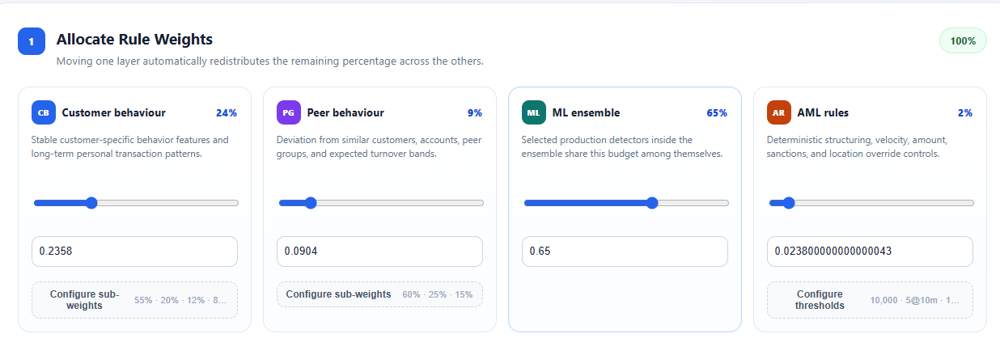 1
Allocate Rule Weights
100%
Moving one layer automatically redistributes the remaining percentage across the others.
CB Customer behaviour 24%
Stable customer-specific behavior features and
long-term personal transaction patterns.
0.2358
Configure sub-
weights
55% · 20% · 12% · 8...
PG Peer behaviour 9%
Deviation from similar customers, accounts, peer
groups, and expected turnover bands.
0.0904
Configure sub-weights 60% · 25% · 15%
ML ML ensemble 65%
Selected production detectors inside the
ensemble share this budget among themselves.
0.65
AR AML rules 2%
Deterministic structuring, velocity, amount,
sanctions, and location override controls.
0.023800000000000043
Configure
thresholds
10,000 · 5@10m · 1...